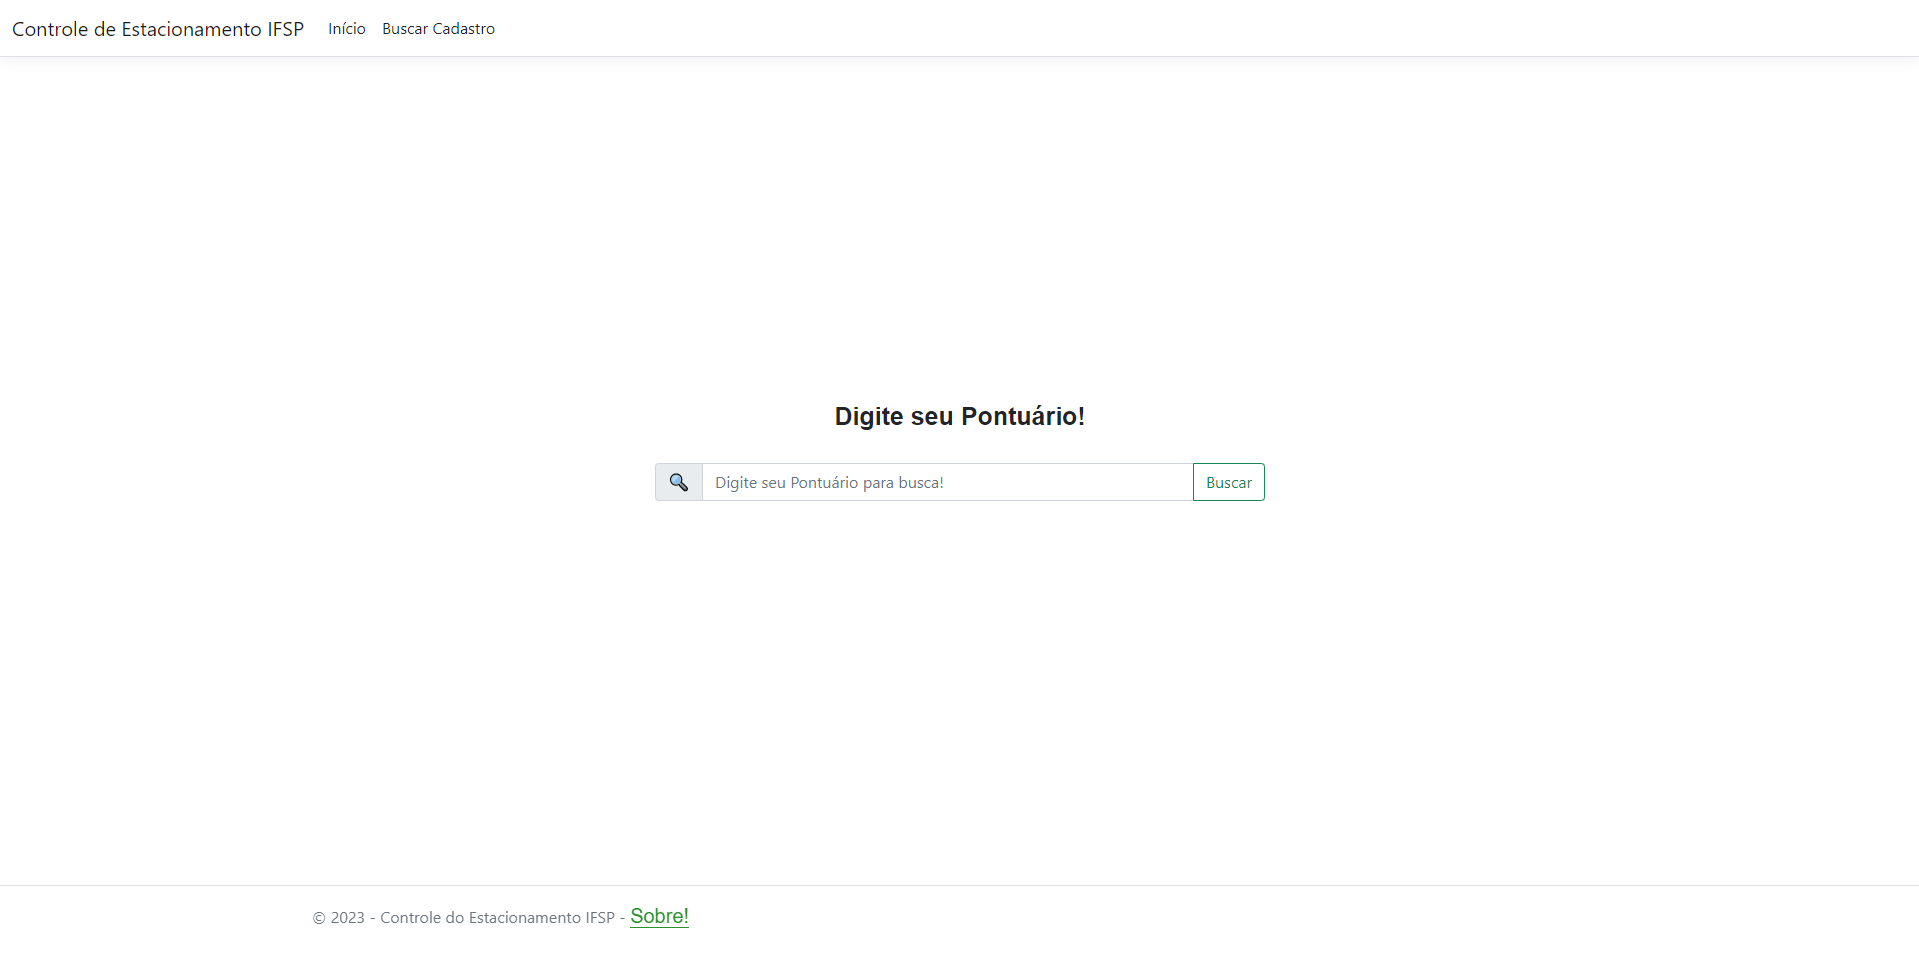 Controle de Estacionamento IFSP Início Buscar Cadastro
Digite seu Pontuário!
Digite seu Pontuário para busca! Buscar
© 2023 - Controle do Estacionamento IFSP - Sobre!